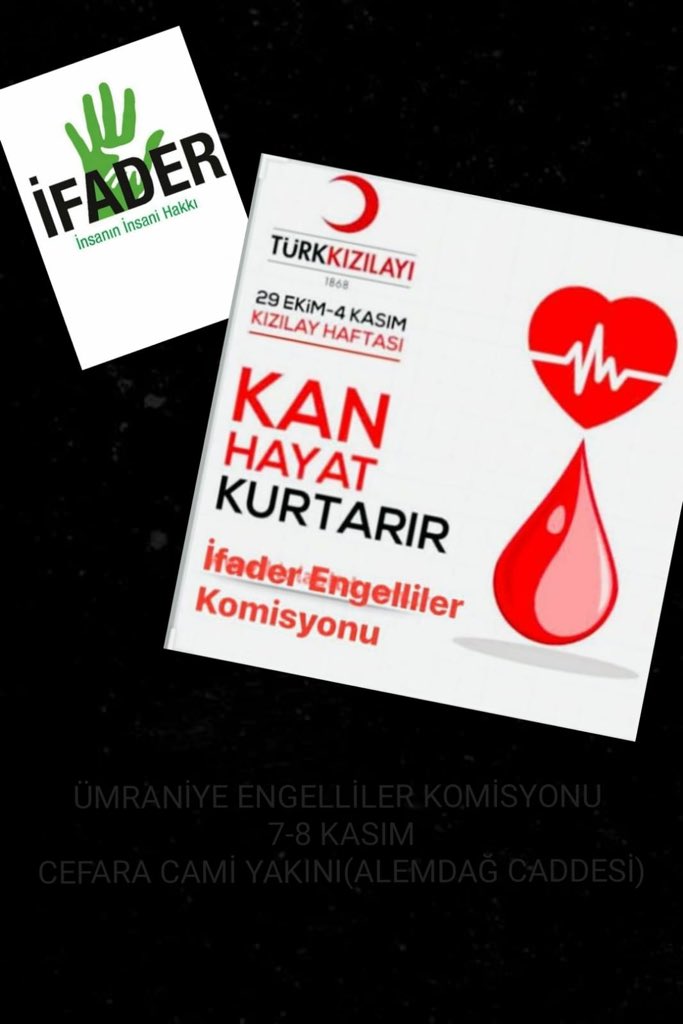 İFADER
İnsanın İnsani Hakkı
TÜRKKIZILAYI
1868
29 EKİM-4 KASIM
KIZILAY HAFTASI
KAN
HAYAT
KURTARIR
İfader Engelliler
Komisyonu
ÜMRANİYE ENGELLİLER KOMİSYONU
7-8 KASIM
CEFARA CAMİ YAKINI(ALEMDAĞ CADDESİ)